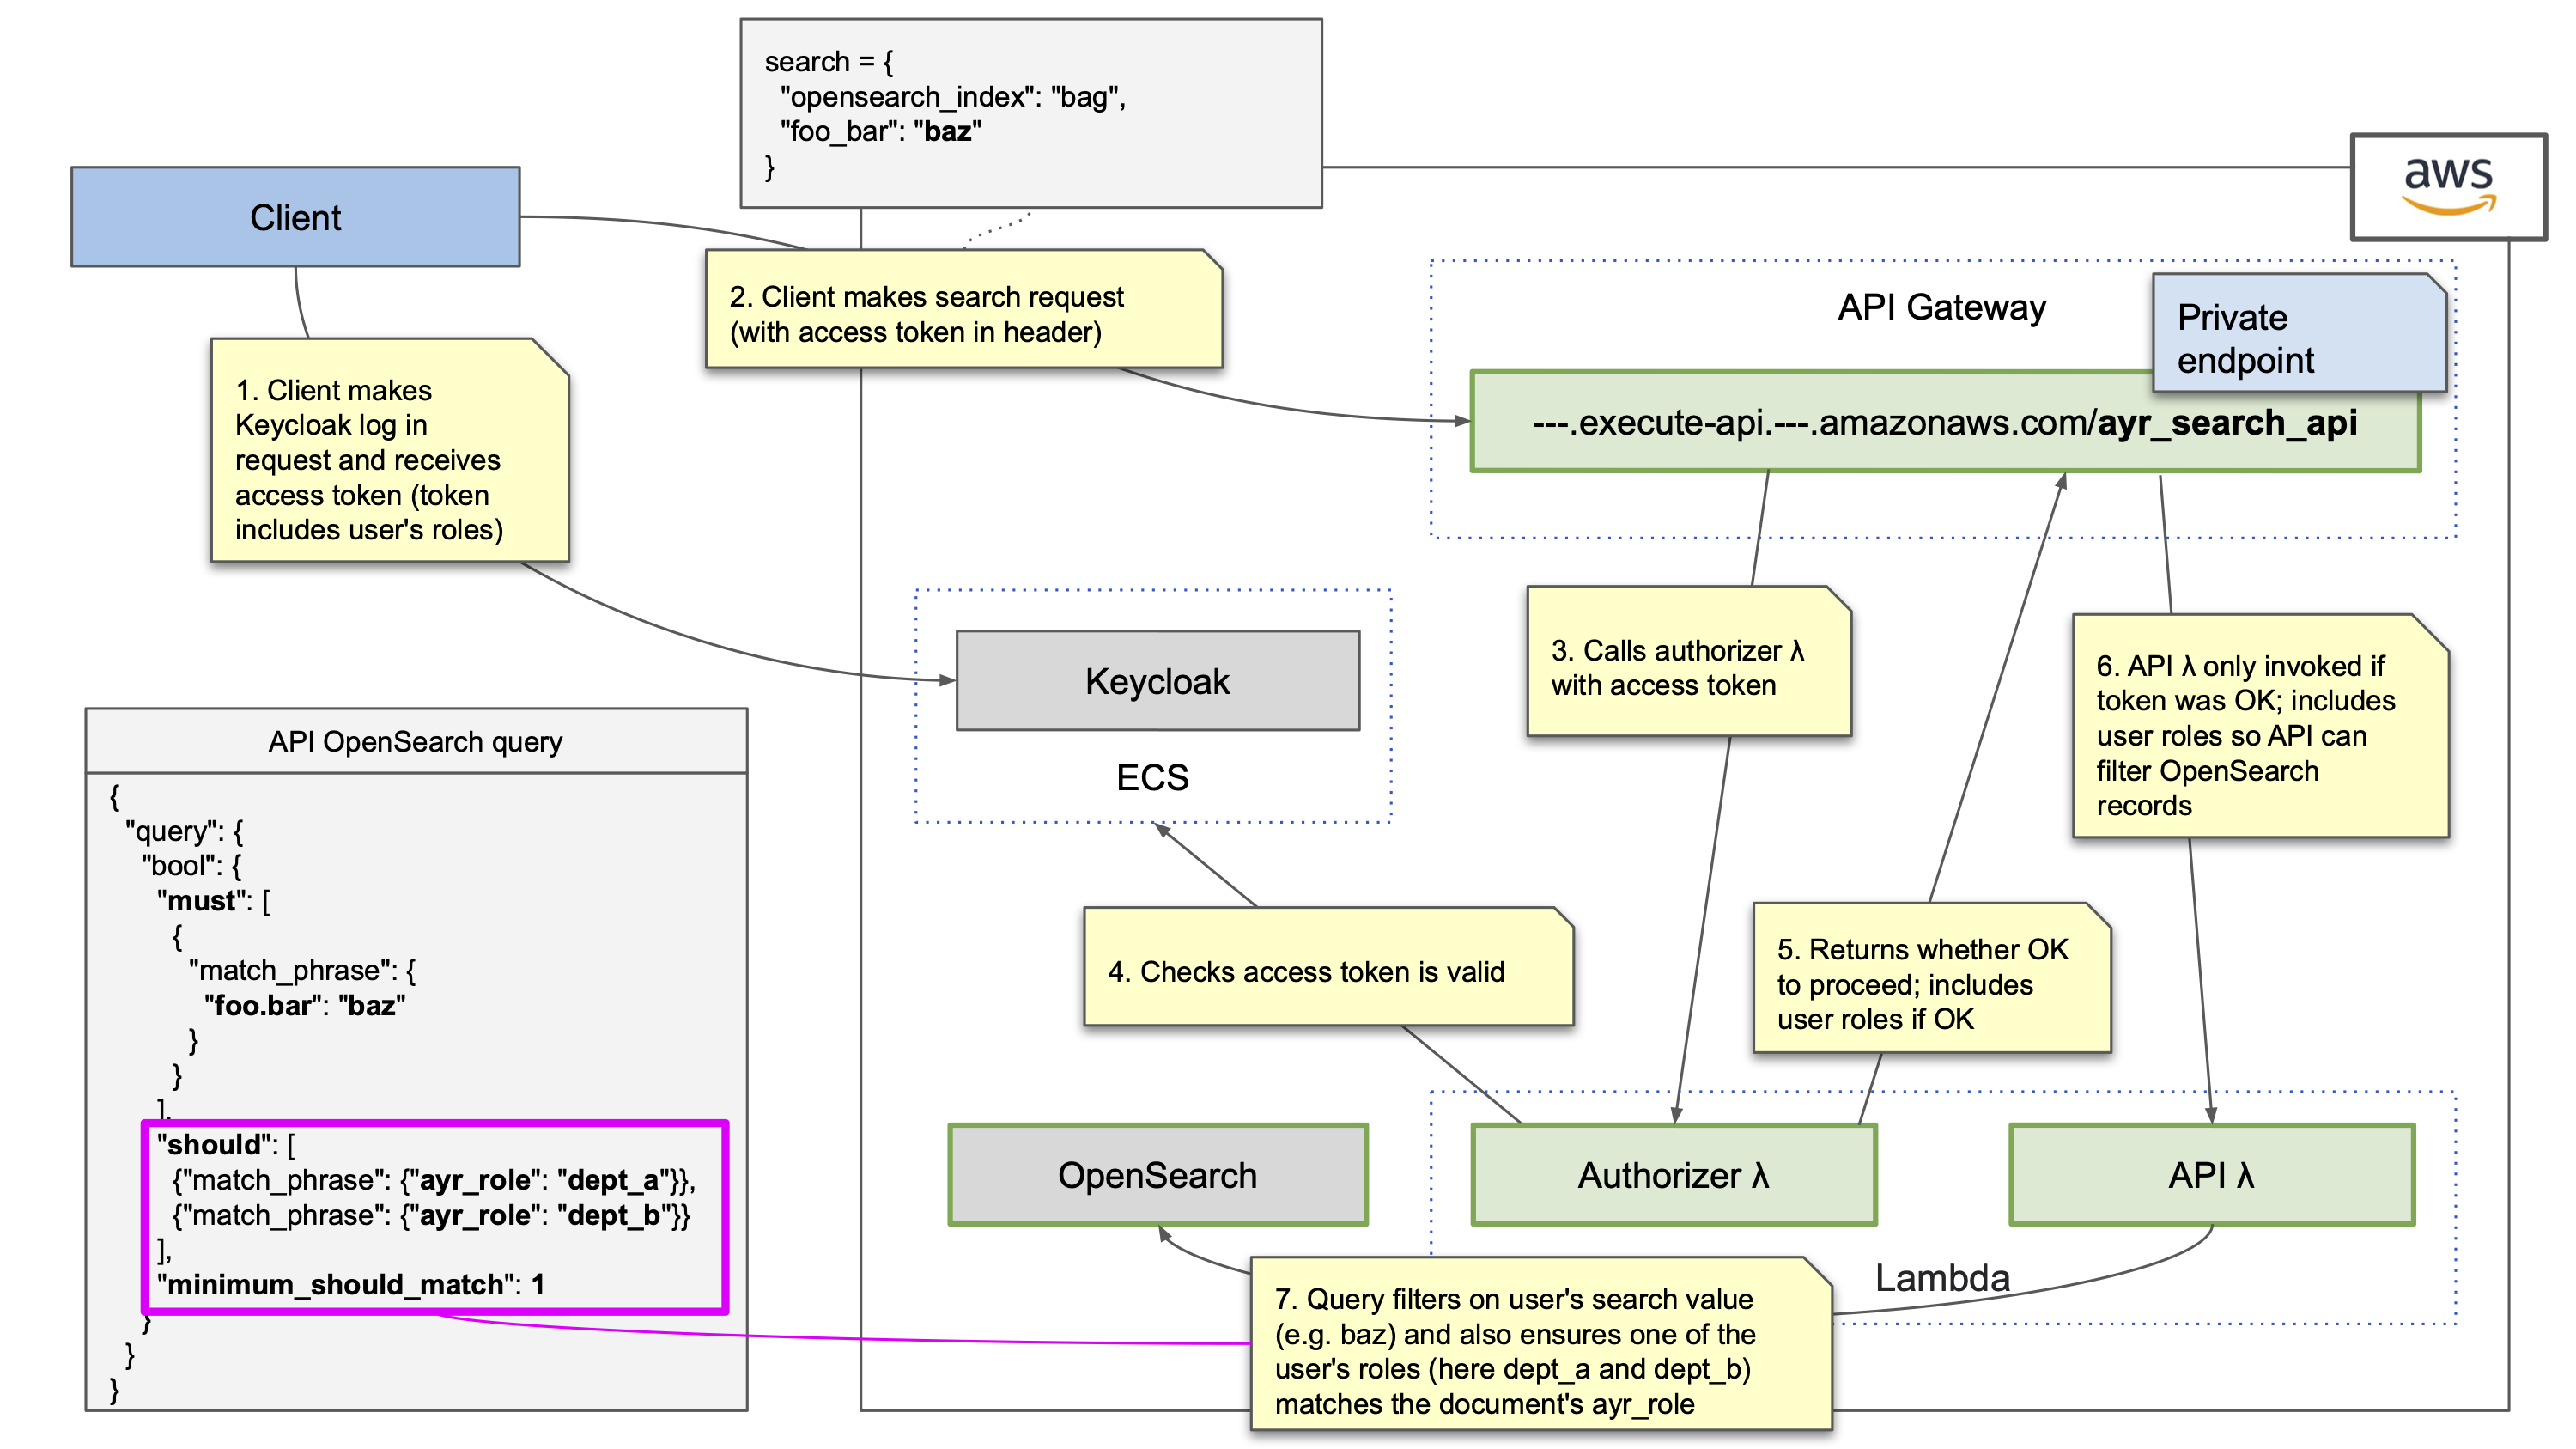 search = {
"opensearch_index": "bag",
"foo_bar": "baz"
}
aws
Client
2. Client makes search request
(with access token in header)
API Gateway
Private
endpoint
---.execute-api.---.amazonaws.com/ayr_search_api
1. Client makes
Keycloak log in
request and receives
access token (token
includes user's roles)
Keycloak
ECS
3. Calls authorizer λ
with access token
6. API λ only invoked if
token was OK; includes
user roles so API can
filter OpenSearch
records
4. Checks access token is valid
5. Returns whether OK
to proceed; includes
user roles if OK
API OpenSearch query
{
"query": {
"bool": {
"must": [
{
"match_phrase": {
"foo.bar": "baz"
}
}
],
"should": [
{"match_phrase": {"ayr_role": "dept_a"}},
{"match_phrase": {"ayr_role": "dept_b"}}
],
"minimum_should_match": 1
}
}
}
OpenSearch
Authorizer λ
API λ
Lambda
7. Query filters on user's search value
(e.g. baz) and also ensures one of the
user's roles (here dept_a and dept_b)
matches the document's ayr_role